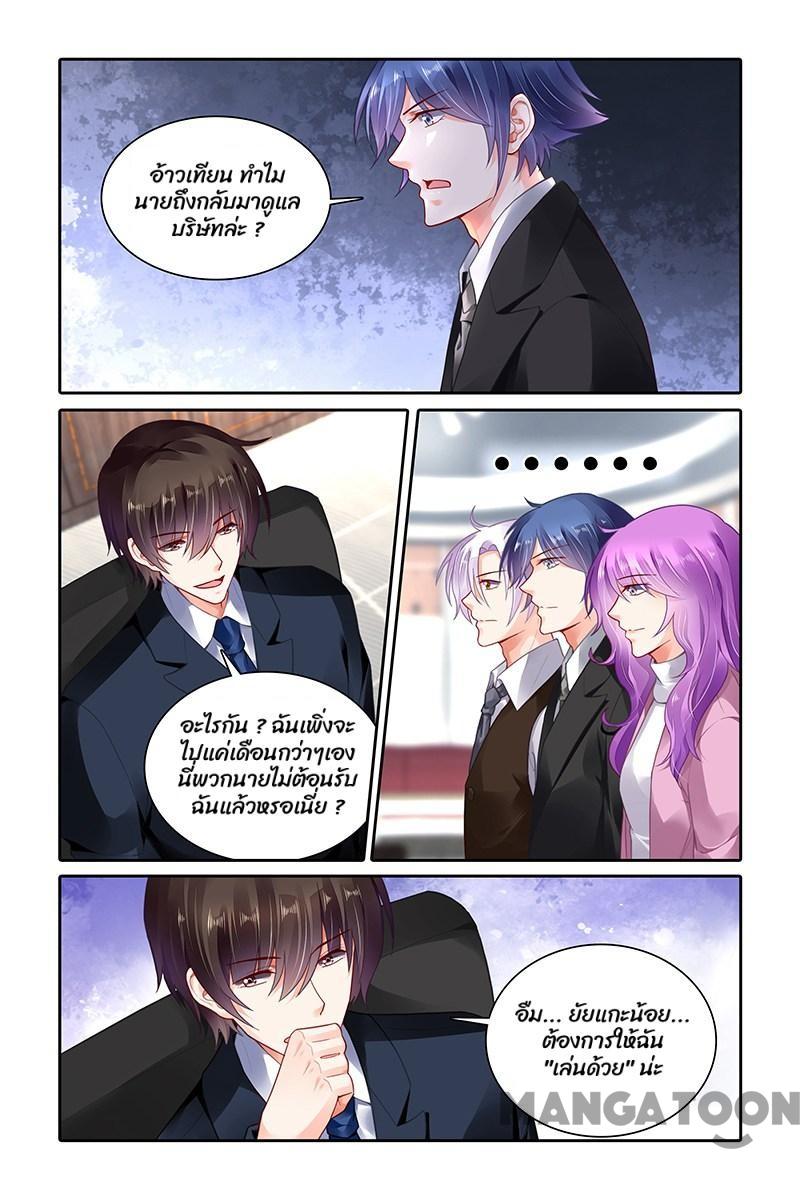 อ้าวเทียน ทำไม
นายถึงกลับมาดูแล
บริษัทล่ะ ?
......
อะไรกัน ? ฉันเพิ่งจะ
ไปแค่เดือนกว่าๆเอง
นี่พวกนายไม่ต้อนรับ
ฉันแล้วหรอเนี่ย ?
อืม... ยัยแกะน้อย...
ต้องการให้ฉัน
"เล่นด้วย" น่ะ
MANGATOON